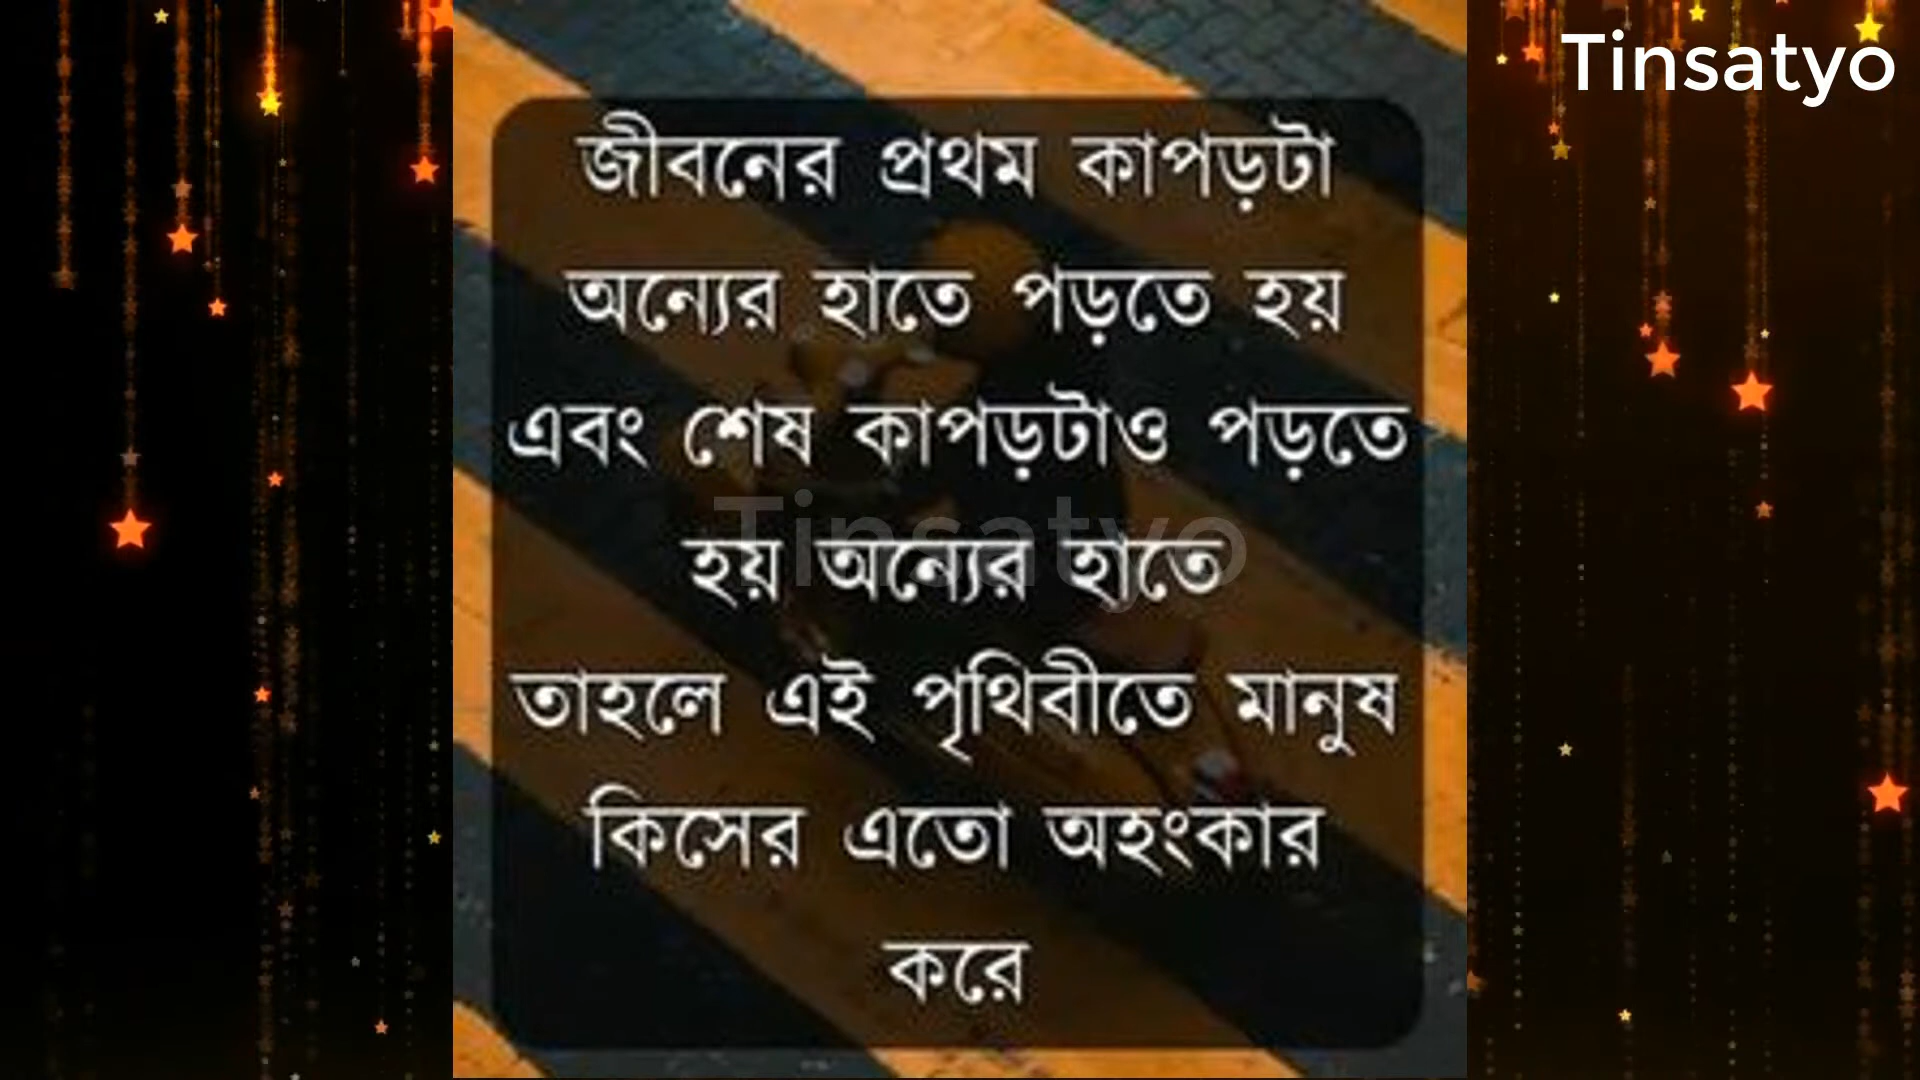 Tinsatyo
জীবনের প্রথম কাপড়টা
অন্যের হাতে পড়তে হয়
এবং শেষ কাপড়টাও পড়তে
Tinsatyo
হয় অন্যের হাতে
তাহলে এই পৃথিবীতে মানুষ
কিসের এতো অহংকার
করে